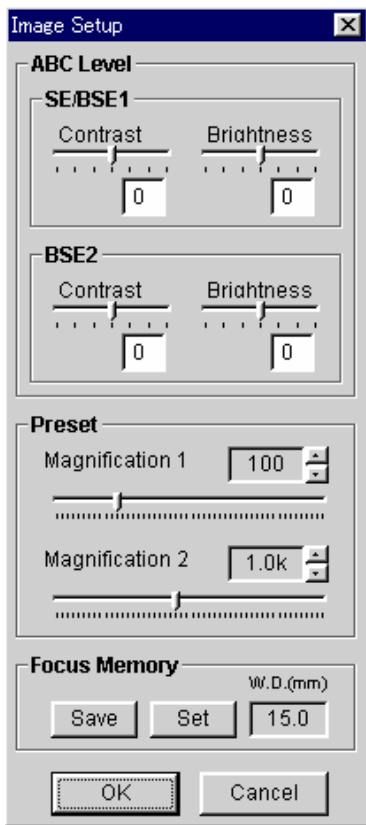 Image Setup
ABC Level
SE/BSE1
Contrast Brightness
0 0
BSE2
Contrast Brightness
0 0
Preset
Magnification 1 100
Magnification 2 1.0k
Focus Memory
W.D.(mm)
Save Set 15.0
OK Cancel